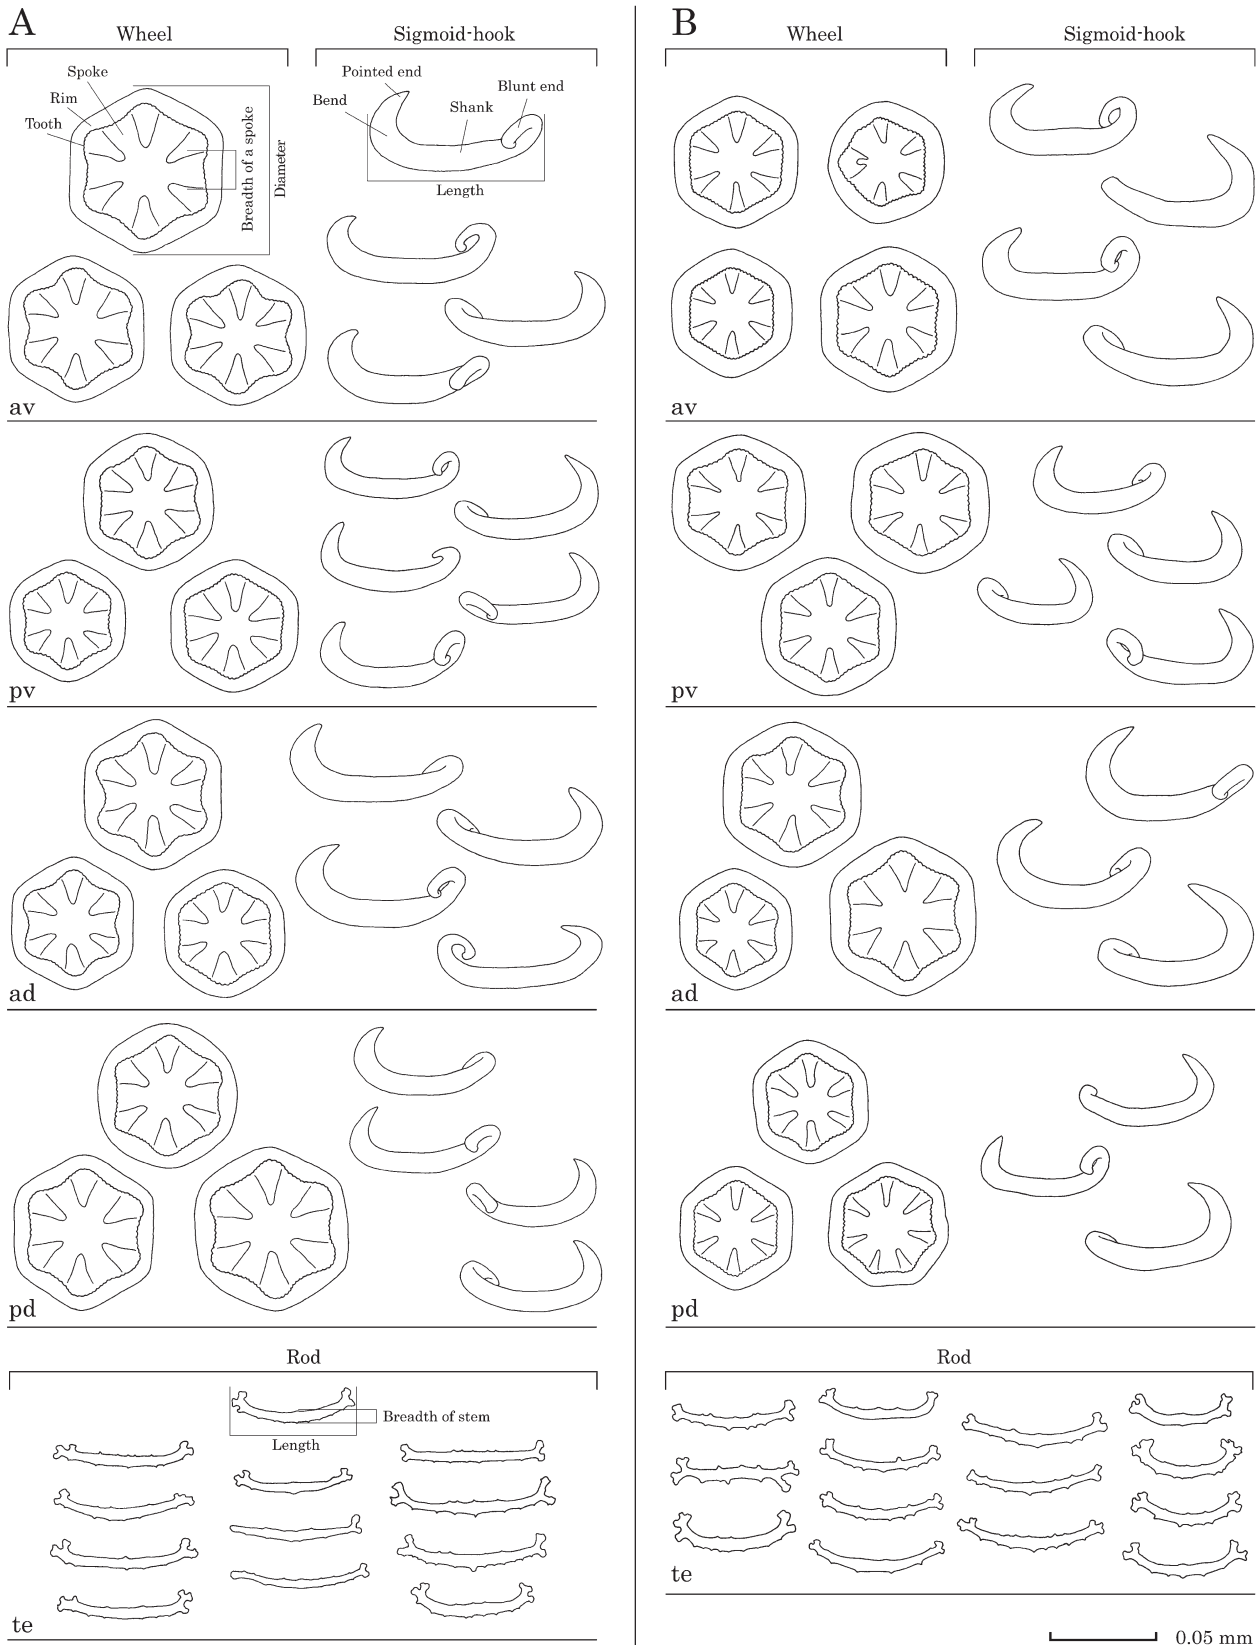 A
Wheel
Sigmoid-hook
Spoke
Rim
Tooth
Breadth of a spoke
Diameter
Pointed end
Bend
Shank
Blunt end
Length
av
pv
ad
pd
Rod
Breadth of stem
Length
te
B
Wheel
Sigmoid-hook
av
pv
ad
pd
Rod
te
0.05 mm